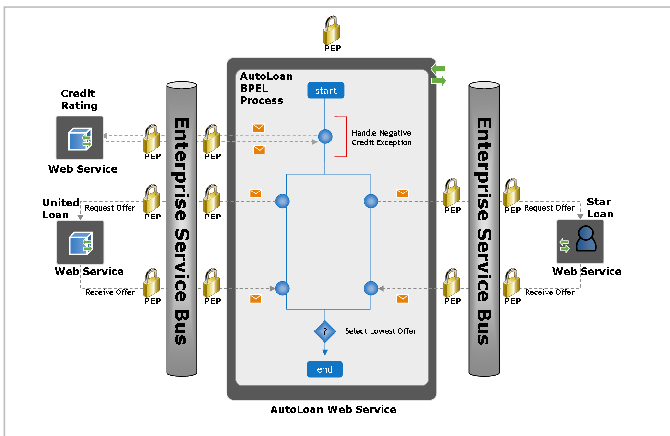 PEP
AutoLoan
BPEL
Process
start
Credit
Rating
Web Service
PEP
PEP
Handle Negative
Credit Exception
Enterprise Service Bus
Enterprise Service Bus
United
Loan
Request Offer
PEP
PEP
PEP
PEP
Request Offer
Star
Loan
Web Service
Web Service
Receive Offer
PEP
PEP
PEP
PEP
Receive Offer
?
Select Lowest Offer
end
AutoLoan Web Service